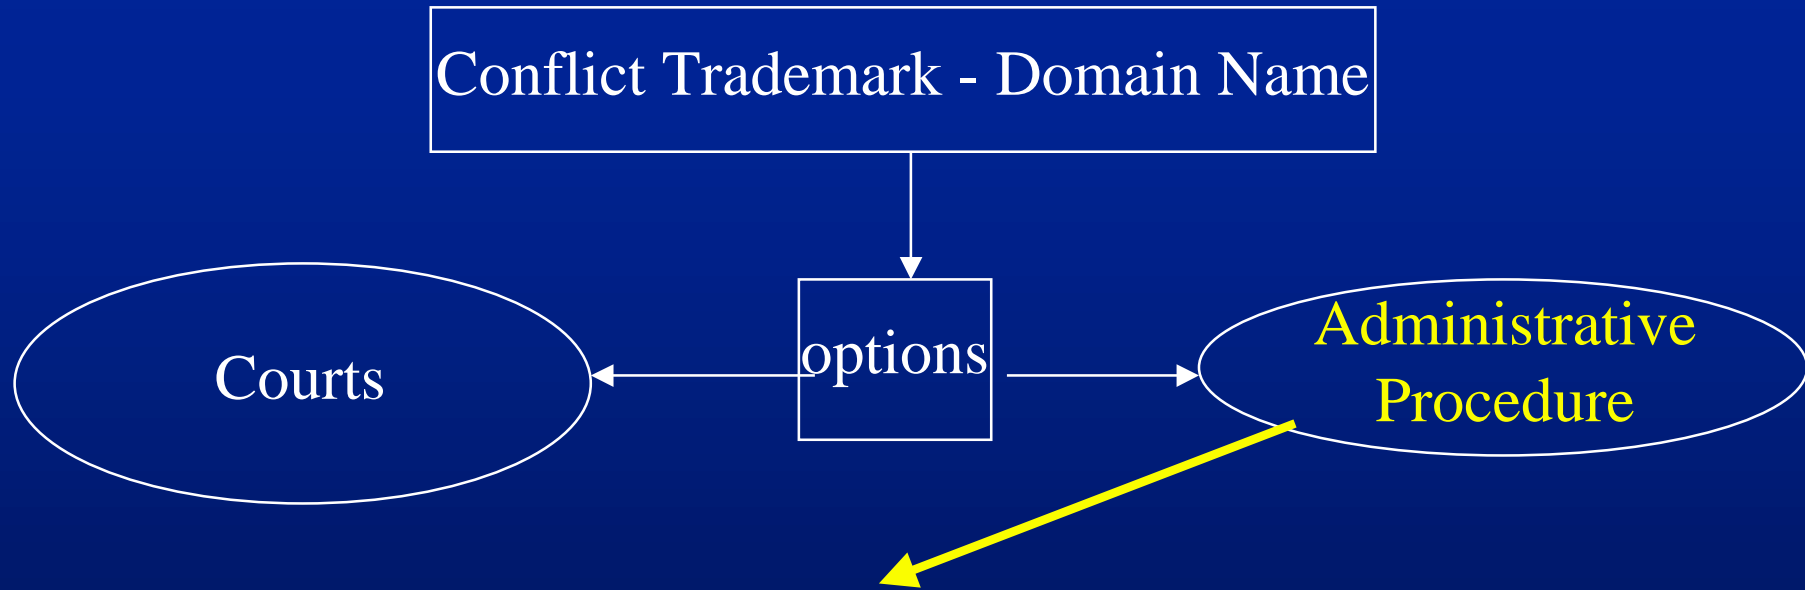 Conflict Trademark - Domain Name
Courts
options
Administrative
Procedure